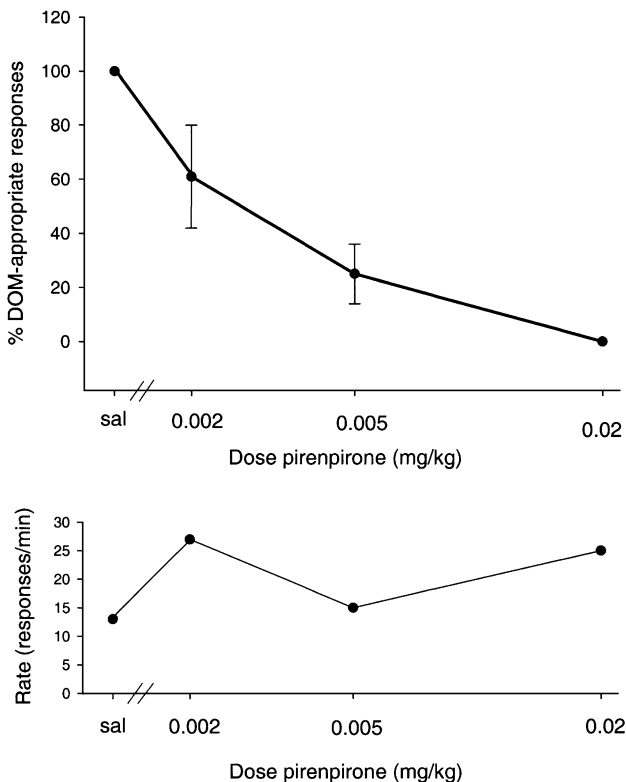 120
100
80
60
40
20
0
% DOM-appropriate responses
sal 0.002 0.005 0.02
Dose pirenpirone (mg/kg)
30
25
20
15
10
5
0
Rate (responses/min)
sal 0.002 0.005 0.02
Dose pirenpirone (mg/kg)